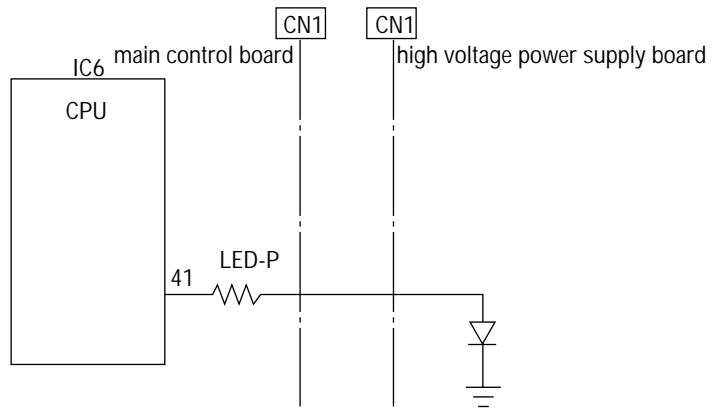 CN1
CN1
main control board
high voltage power supply board
IC6
CPU
LED-P
41